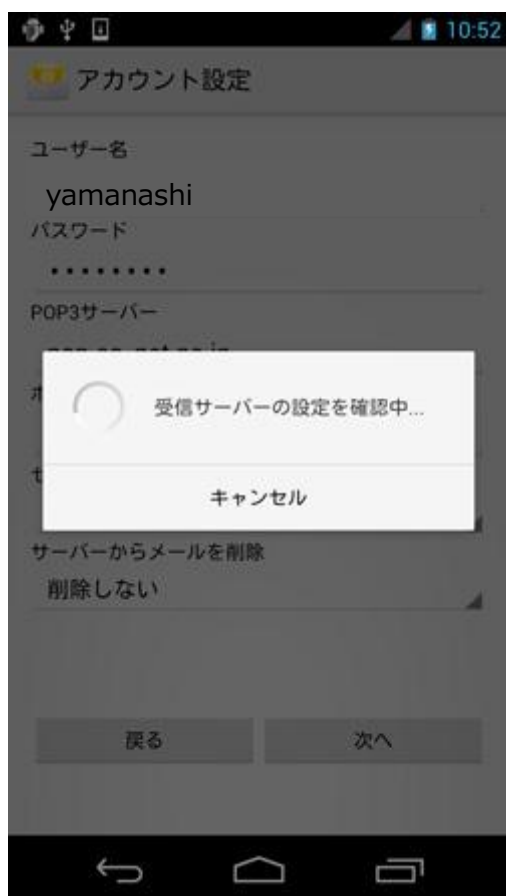 10:52
アカウント設定
ユーザー名
yamanashi
パスワード
••••••••
POP3サーバー
受信サーバーの設定を確認中...
キャンセル
サーバーからメールを削除
削除しない
戻る
次へ